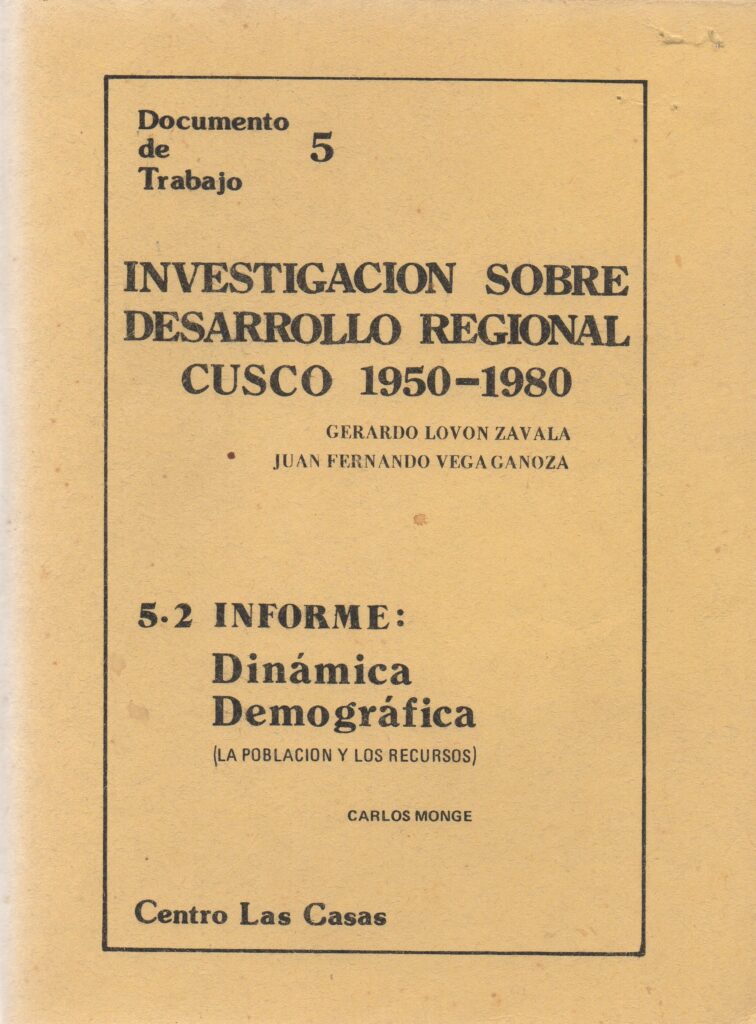 Documento
de 5
Trabajo
INVESTIGACION SOBRE
DESARROLLO REGIONAL
CUSCO 1950-1980
GERARDO LOVON ZAVALA
JUAN FERNANDO VEGA GANOZA
5.2 INFORME:
Dinámica
Demográfica
(LA POBLACION Y LOS RECURSOS)
CARLOS MONGE
Centro Las Casas